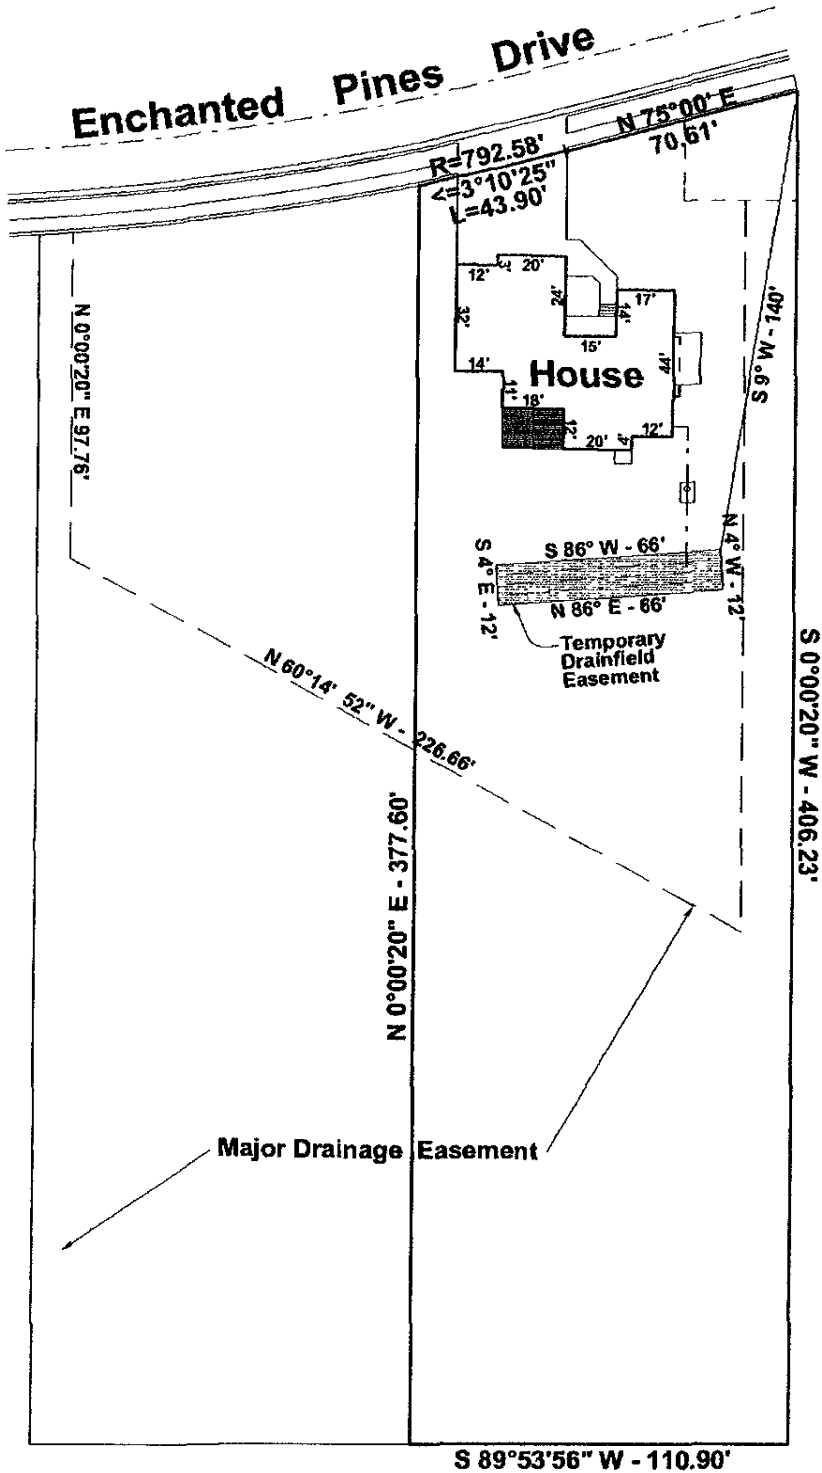 Enchanted Pines Drive
N 75°00' E
70.61'
R=792.58'
<=3°10'25"
L=43.90'
N 0°00'20" E 97.76'
12'
3'
20'
24'
32'
14'
17'
15'
44'
House
14'
11'
18'
12'
20'
4'
12'
S 9° W - 140'
S 86° W - 66'
S 4° E - 12'
N 4° W - 12'
N 86° E - 66'
Temporary
Drainfield
Easement
N 60°14' 52" W - 226.66'
S 0°00'20" W - 406.23'
N 0°00'20" E - 377.60'
Major Drainage Easement
S 89°53'56" W - 110.90'